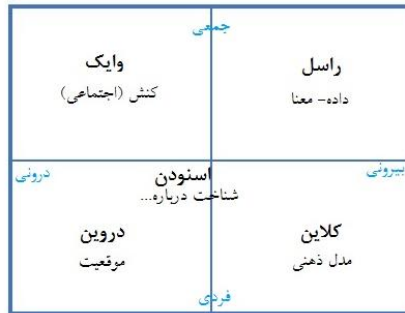 جمعی
راسل
داده- معنا
وایک
کنش (اجتماعی)
بیرونی
درونی
اسنودن
شناخت درباره...
کلاین
مدل ذهنی
دروین
موقعیت
فردی